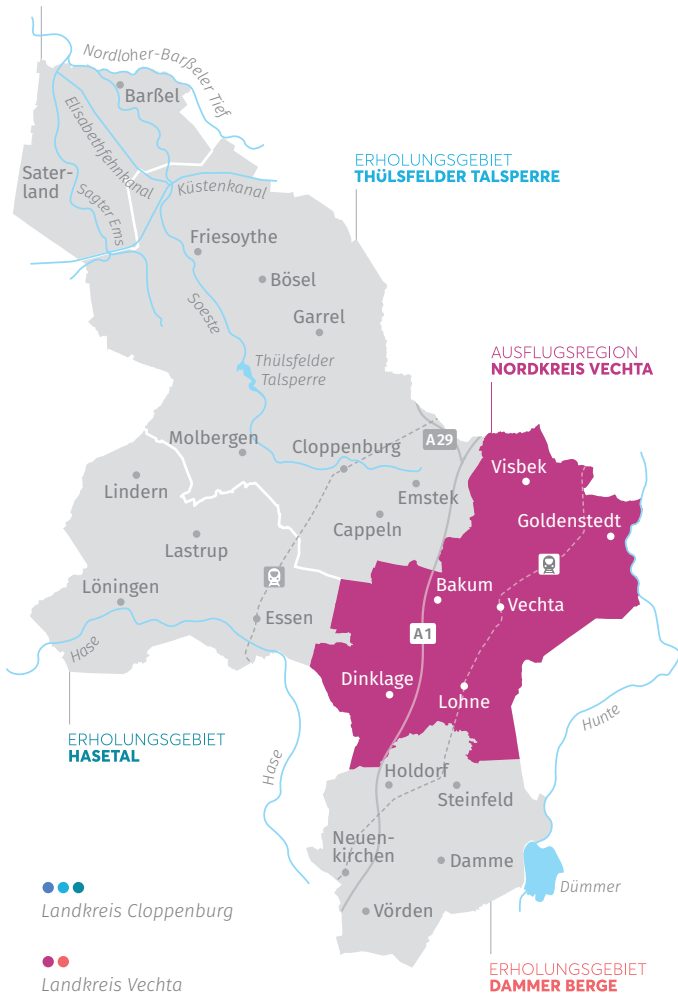 Nordloher-Barßeler Tief
Barßel
Elisabethfehnkanal
Sater-
land
Sagter Ems
Küstenkanal
ERHOLUNGSGEBIET
THÜLSFELDER TALSPERRE
Friesoythe
Bösel
Soeste
Garrel
Thülsfelder
Talsperre
AUSFLUGSREGION
NORDKREIS VECHTA
Molbergen
Cloppenburg
A29
Visbek
Lindern
Emstek
Cappeln
Goldenstedt
Lastrup
Löningen
Bakum
Vechta
Essen
A1
Hase
Dinklage
Lohne
Hunte
ERHOLUNGSGEBIET
HASETAL
Hase
Holdorf
Steinfeld
Neuen-
kirchen
Damme
Dümmer
Vörden
Landkreis Cloppenburg
Landkreis Vechta
ERHOLUNGSGEBIET
DAMMER BERGE